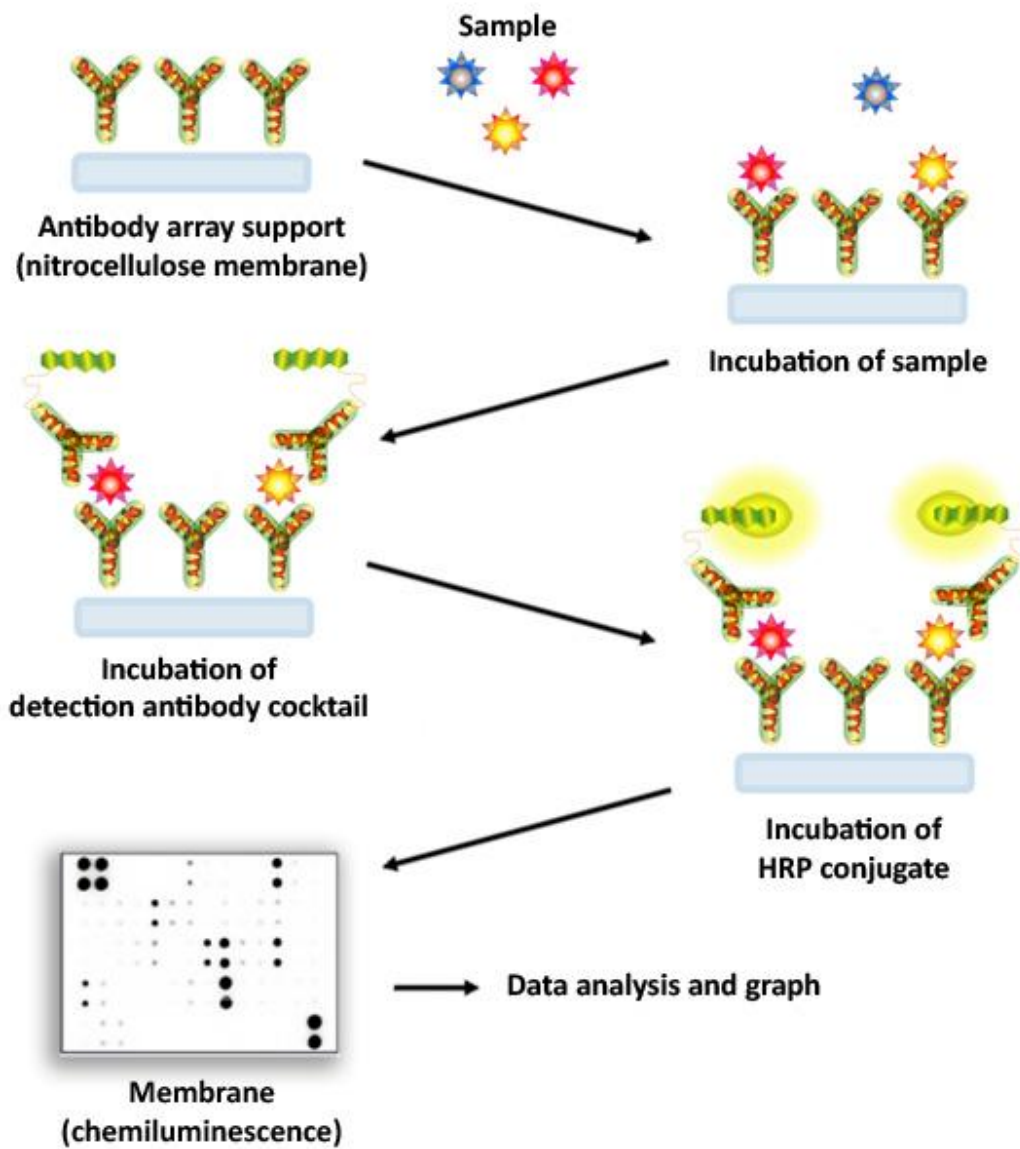 Sample
Antibody array support
(nitrocellulose membrane)
Incubation of sample
Incubation of
detection antibody cocktail
Incubation of
HRP conjugate
Data analysis and graph
Membrane
(chemiluminescence)